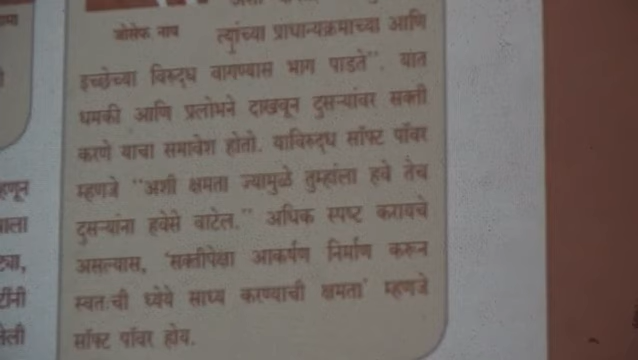 जोसेफ नाय
त्यांच्या प्राधान्यक्रमाच्या आणि
इच्छेच्या विरुद्ध वागण्यास भाग पाडते". यात
धमकी आणि प्रलोभने दाखवून दुसऱ्यांवर सक्ती
करणे याचा समावेश होतो. याविरुद्ध सॉफ्ट पॉवर
म्हणजे "अशी क्षमता ज्यामुळे तुम्हांला हवे तेच
दुसऱ्यांना हवेसे वाटेल." अधिक स्पष्ट करायचे
असल्यास, 'सक्तीपेक्षा आकर्षण निर्माण करून
स्वतःची ध्येये साध्य करण्याची क्षमता' म्हणजे
सॉफ्ट पॉवर होय.